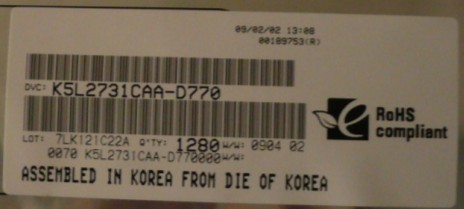 09/02/02 13:08
00189753(R)
DVC: K5L2731CAA-D770
LOT: 7LK121C22A Q'TY: 1280 W/W: 0904 02
0070 K5L2731CAA-D770000 W/W:
ASSEMBLED IN KOREA FROM DIE OF KOREA
e RoHS
compliant